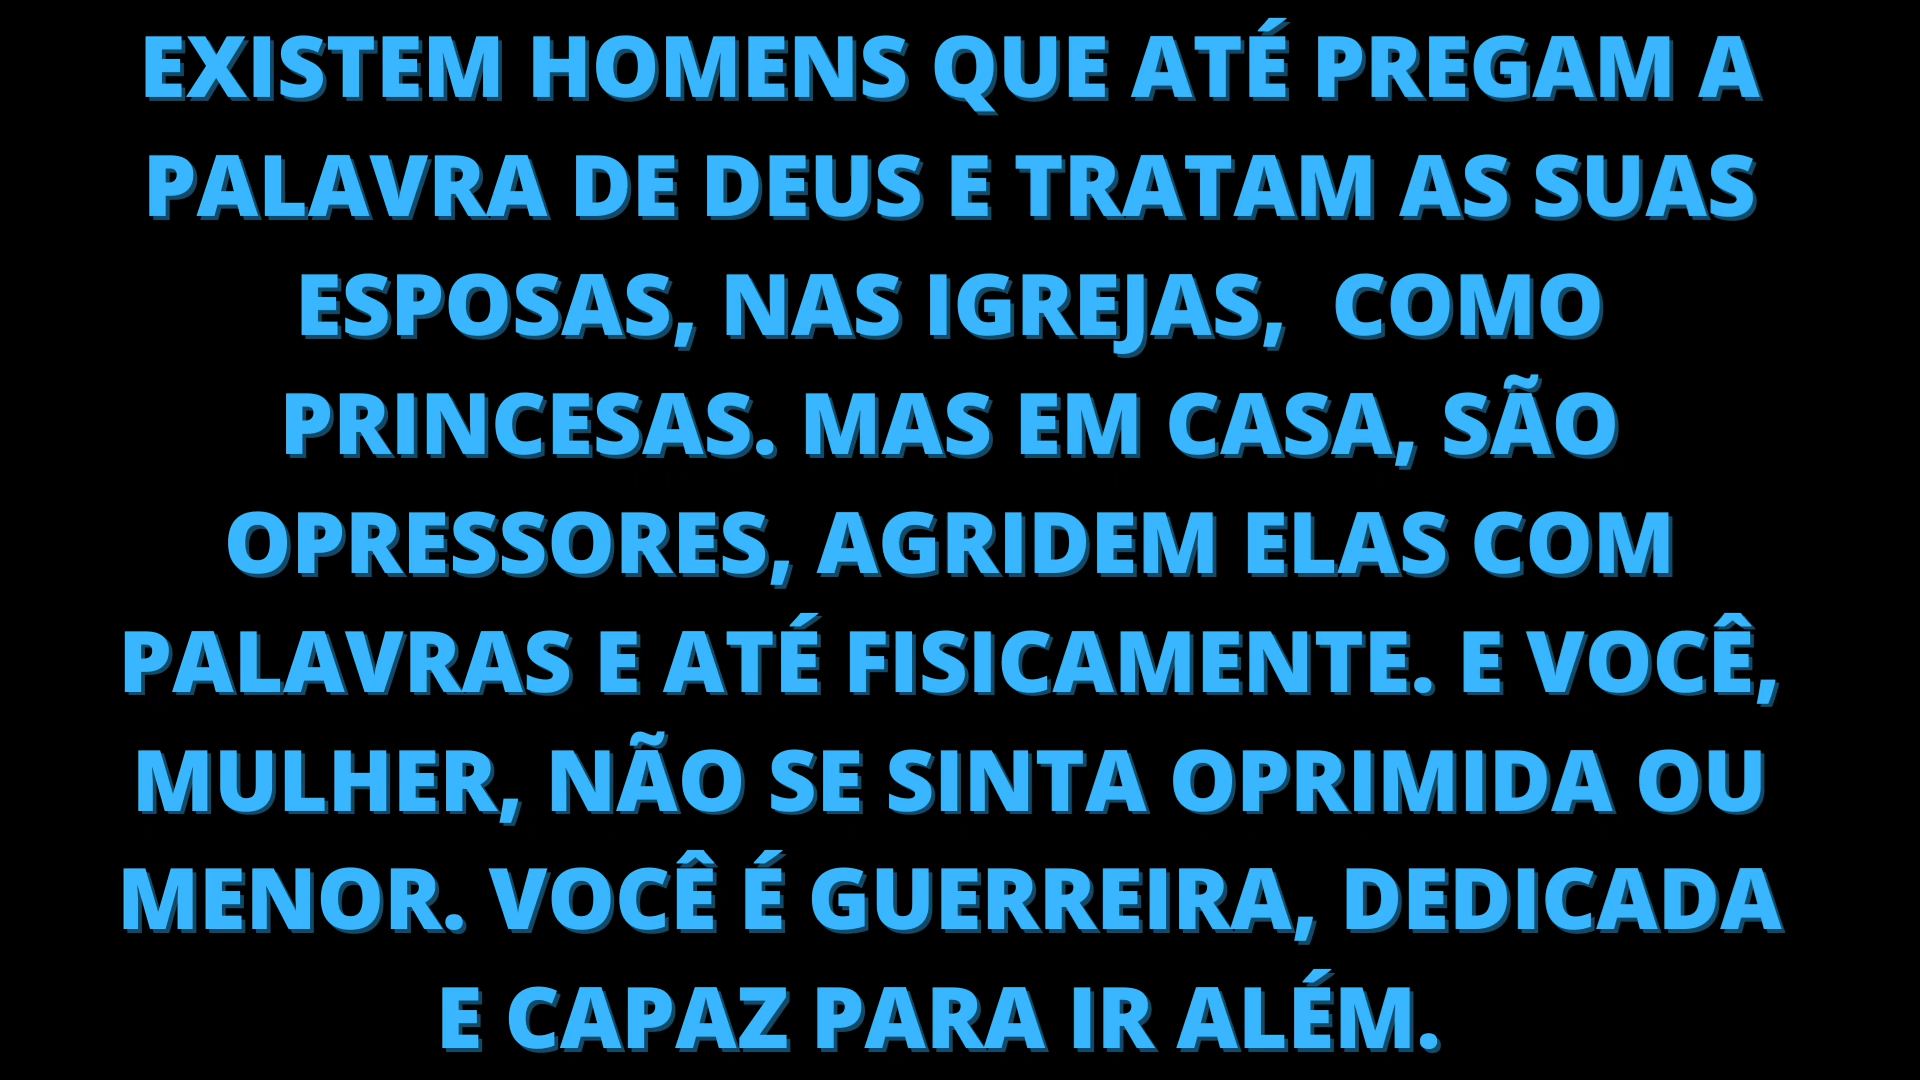 EXISTEM HOMENS QUE ATÉ PREGAM A
PALAVRA DE DEUS E TRATAM AS SUAS
ESPOSAS, NAS IGREJAS,  COMO
PRINCESAS. MAS EM CASA, SÃO
OPRESSORES, AGRIDEM ELAS COM
PALAVRAS E ATÉ FISICAMENTE. E VOCÊ,
MULHER, NÃO SE SINTA OPRIMIDA OU
MENOR. VOCÊ É GUERREIRA, DEDICADA
E CAPAZ PARA IR ALÉM.